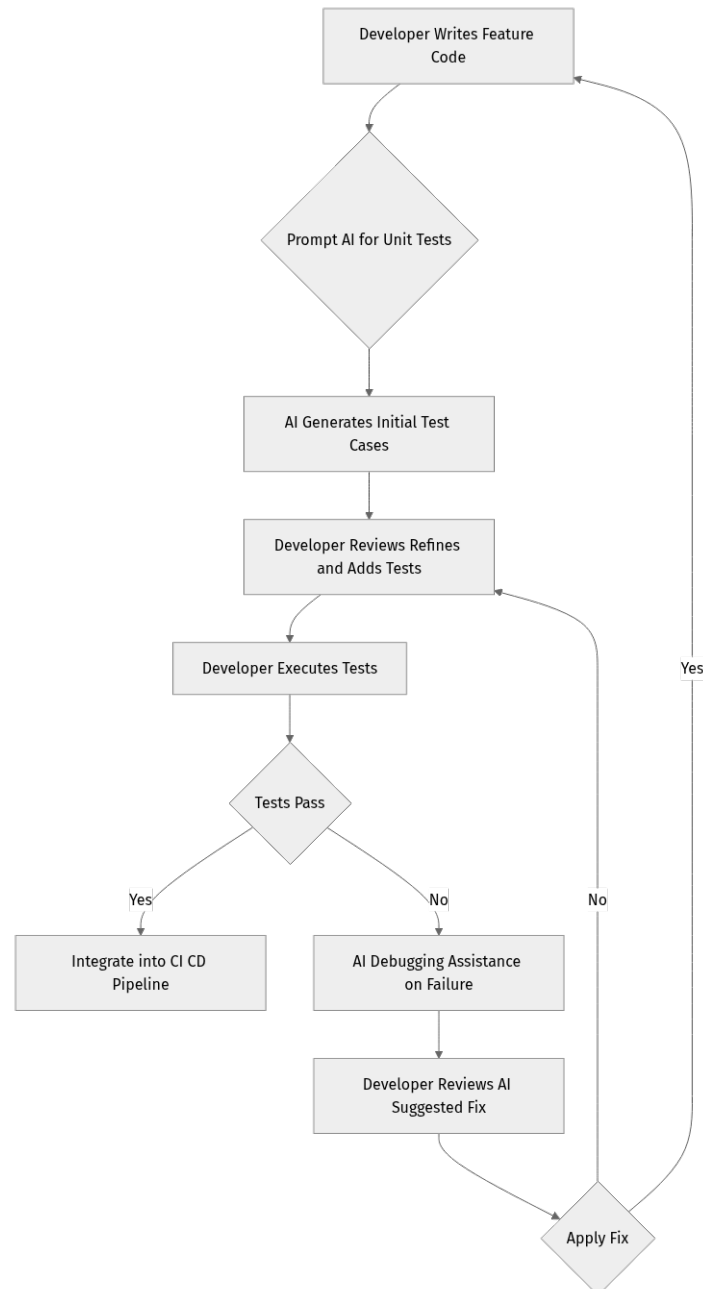 Developer Writes Feature
Code
Prompt AI for Unit Tests
AI Generates Initial Test
Cases
Developer Reviews Refines
and Adds Tests
Developer Executes Tests
Yes
Tests Pass
Yes
No
No
Integrate into CI CD
Pipeline
AI Debugging Assistance
on Failure
Developer Reviews AI
Suggested Fix
Apply Fix